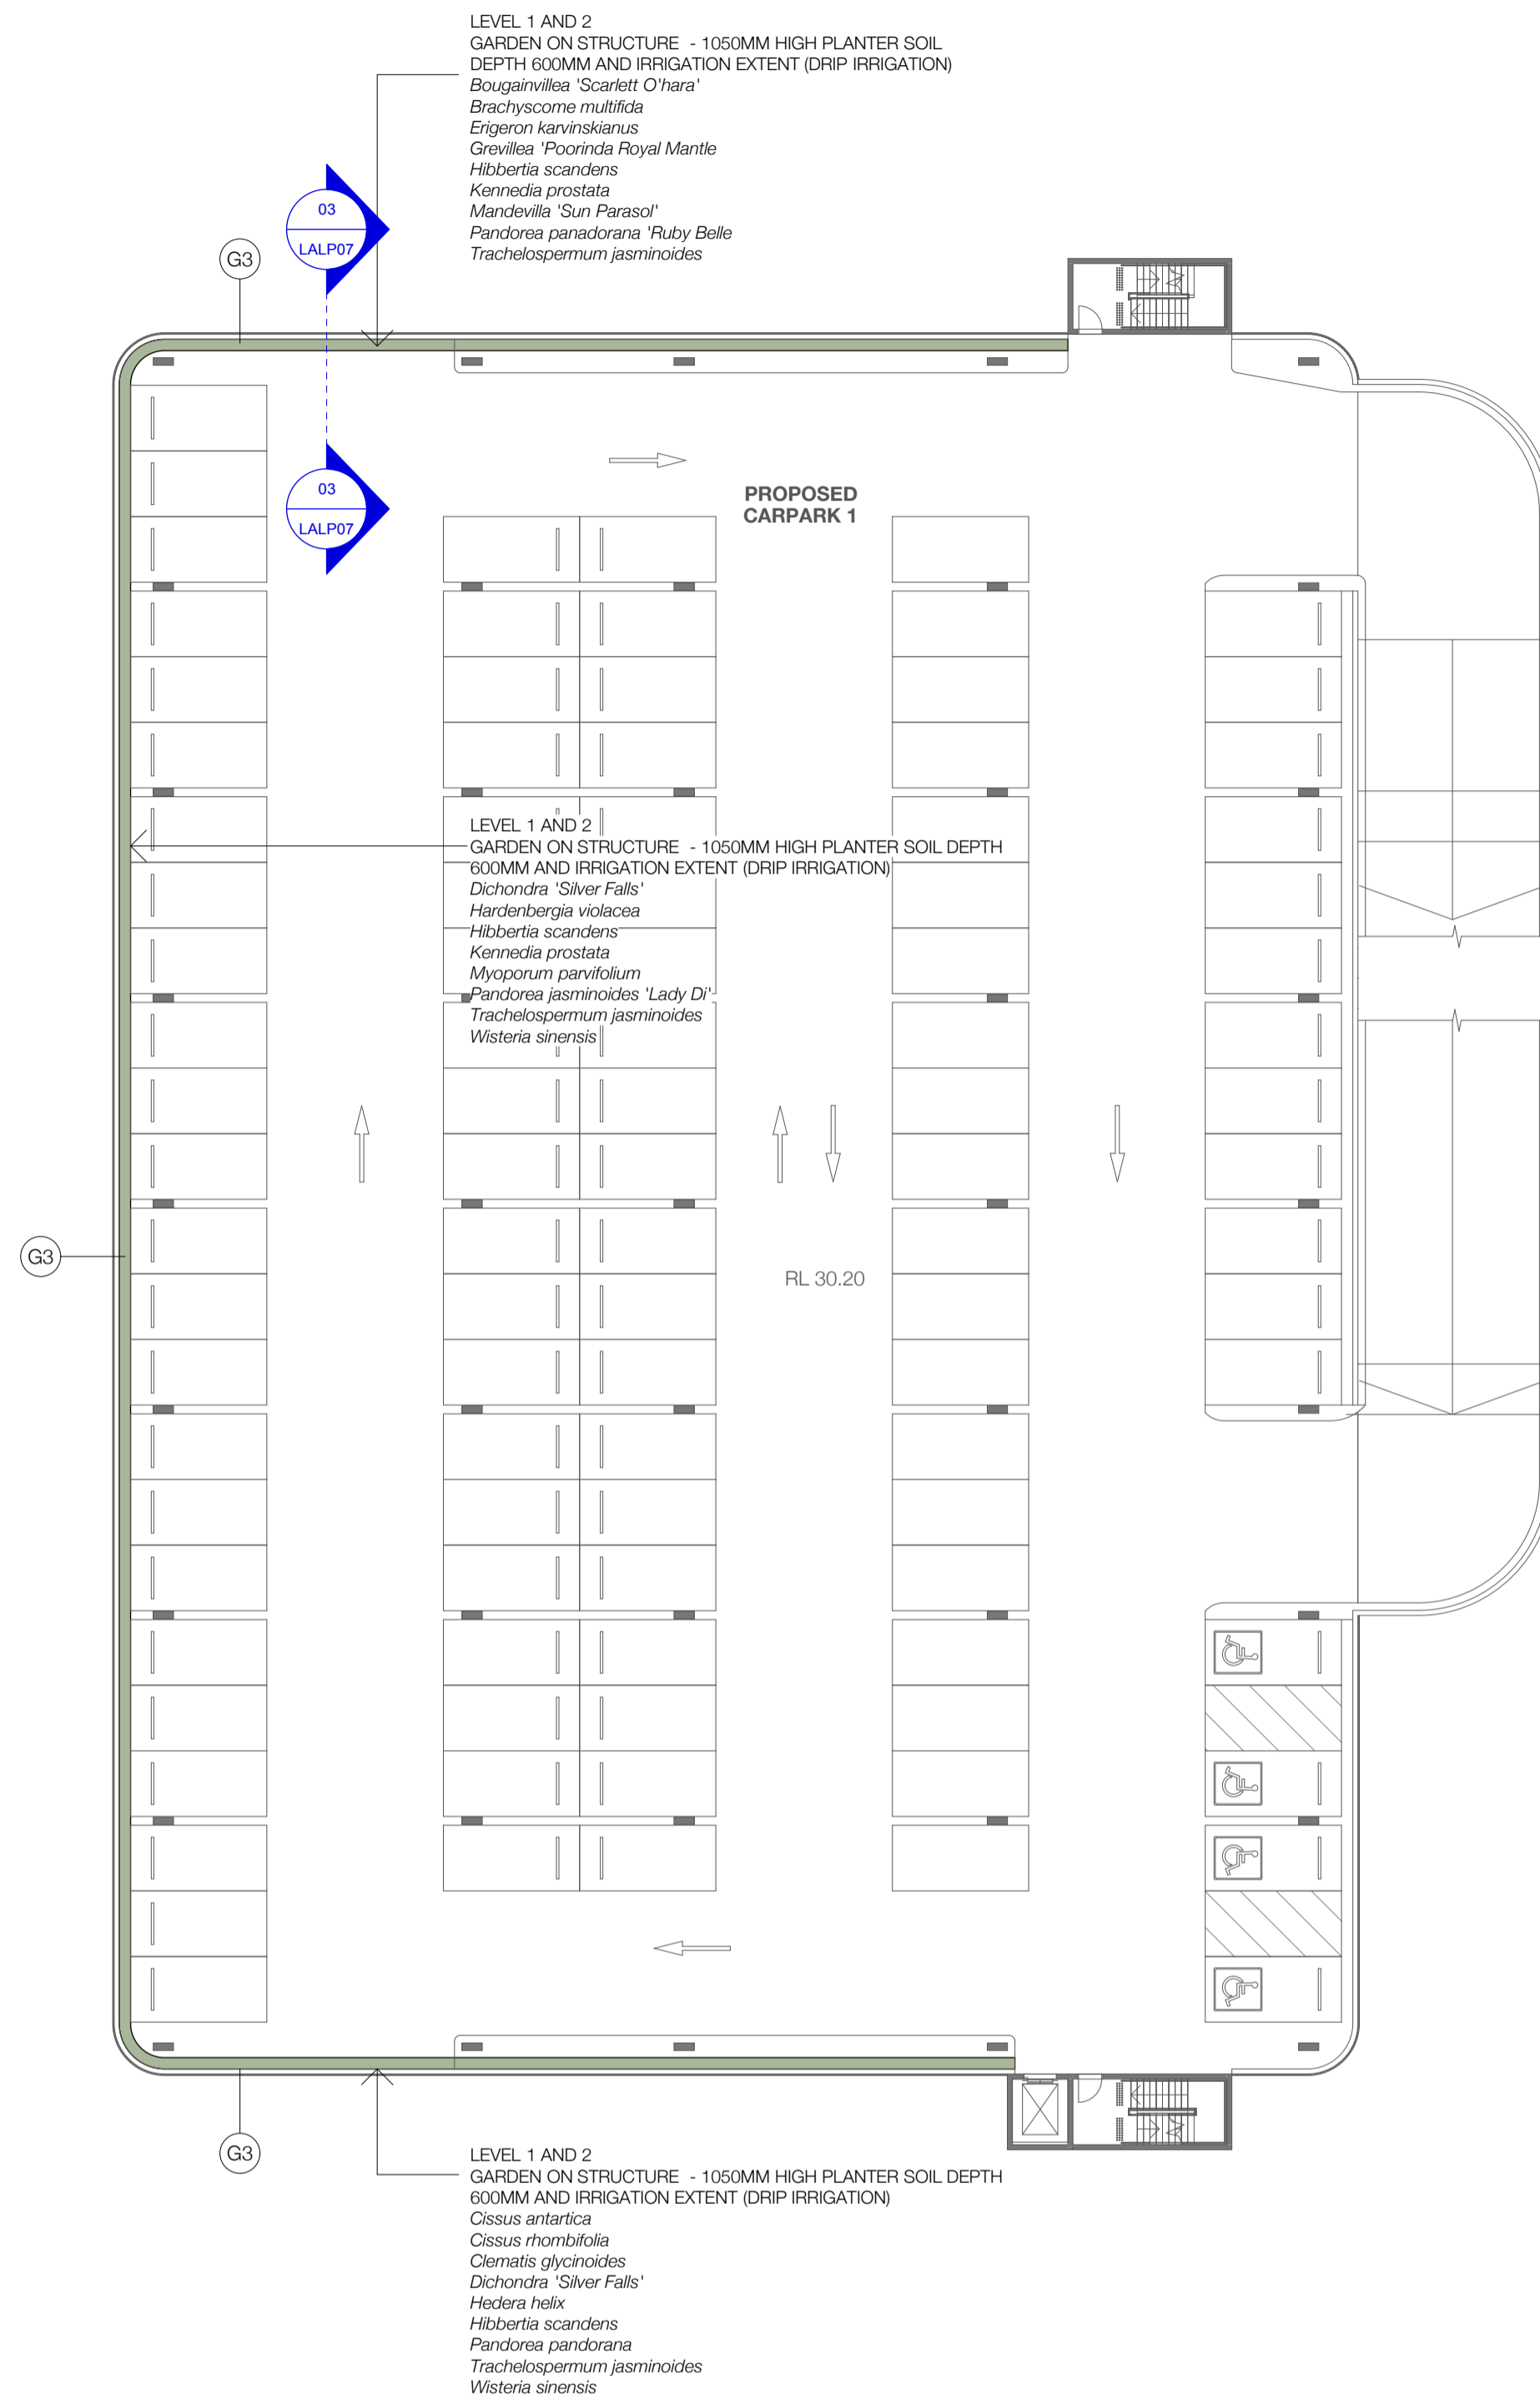 LEVEL 1 AND 2
GARDEN ON STRUCTURE - 1050MM HIGH PLANTER SOIL
DEPTH 600MM AND IRRIGATION EXTENT (DRIP IRRIGATION)
Bougainvillea 'Scarlett O'hara'
Brachyscome multifida
Erigeron karvinskianus
Grevillea 'Poorinda Royal Mantle
Hibbertia scandens
Kennedia prostata
Mandevilla 'Sun Parasol'
Pandorea panadorana 'Ruby Belle
Trachelospermum jasminoides
03
LALP07
G3
03
LALP07
PROPOSED
CARPARK 1
LEVEL 1 AND 2
GARDEN ON STRUCTURE - 1050MM HIGH PLANTER SOIL DEPTH
600MM AND IRRIGATION EXTENT (DRIP IRRIGATION)
Dichondra 'Silver Falls'
Hardenbergia violacea
Hibbertia scandens
Kennedia prostata
Myoporum parvifolium
Pandorea jasminoides 'Lady Di'
Trachelospermum jasminoides
Wisteria sinensis
G3
RL 30.20
G3
LEVEL 1 AND 2
GARDEN ON STRUCTURE - 1050MM HIGH PLANTER SOIL DEPTH
600MM AND IRRIGATION EXTENT (DRIP IRRIGATION)
Cissus antartica
Cissus rhombifolia
Clematis glycinoides
Dichondra 'Silver Falls'
Hedera helix
Hibbertia scandens
Pandorea pandorana
Trachelospermum jasminoides
Wisteria sinensis